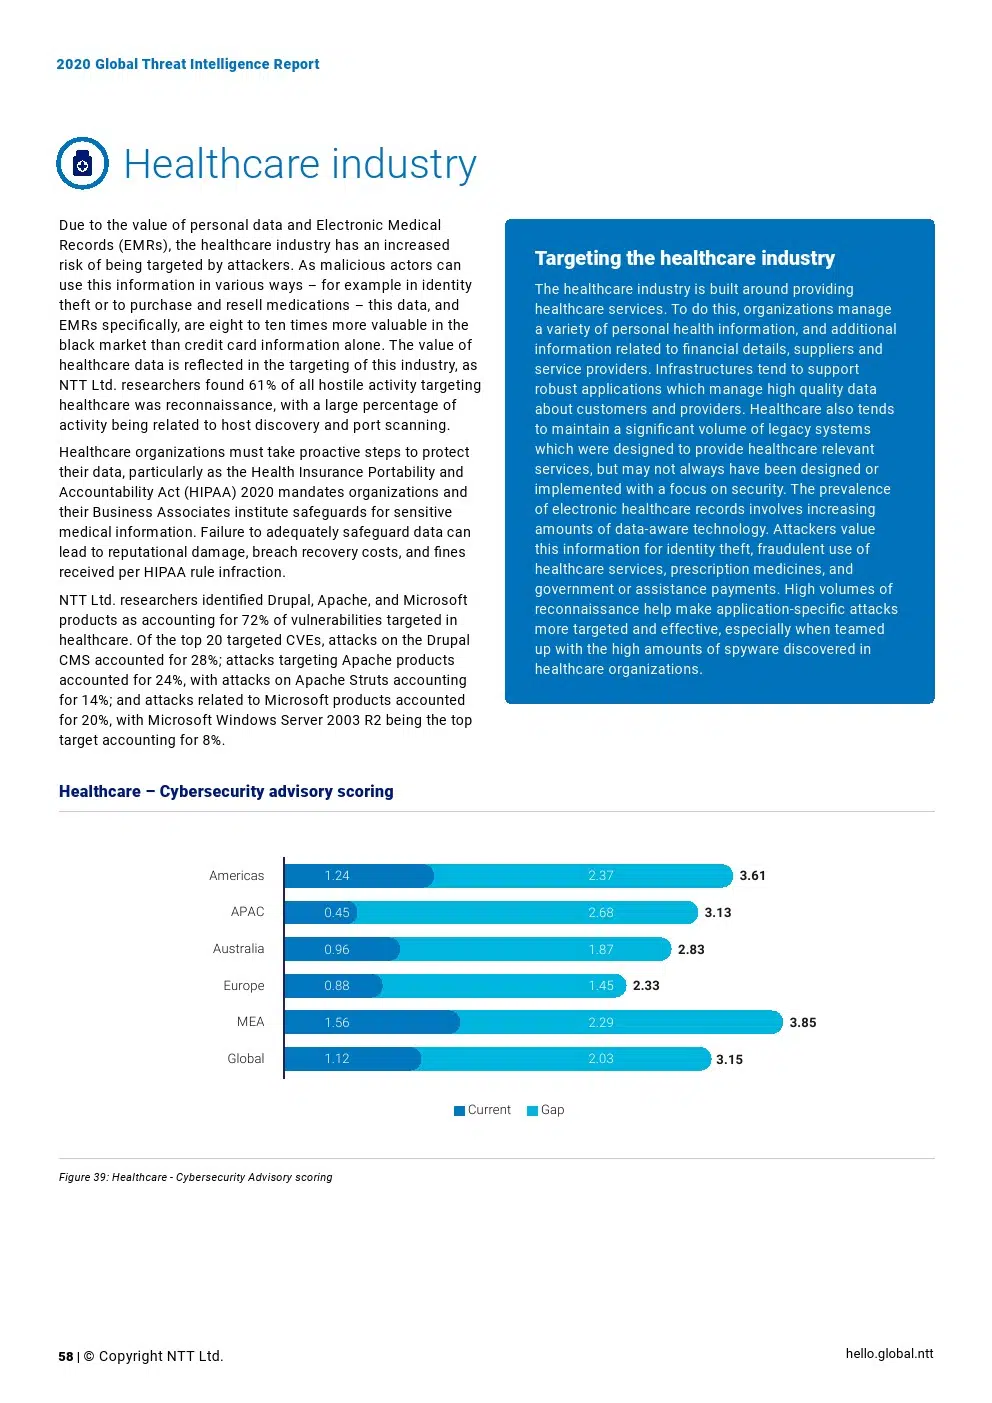 2020 Global Threat Intelligence Report
Healthcare industry
Due to the value of personal data and Electronic Medical
Records (EMRs), the healthcare industry has an increased
risk of being targeted by attackers. As malicious actors can
use this information in various ways – for example in identity
theft or to purchase and resell medications – this data, and
EMRs specifically, are eight to ten times more valuable in the
black market than credit card information alone. The value of
healthcare data is reflected in the targeting of this industry, as
NTT Ltd. researchers found 61% of all hostile activity targeting
healthcare was reconnaissance, with a large percentage of
activity being related to host discovery and port scanning.
Healthcare organizations must take proactive steps to protect
their data, particularly as the Health Insurance Portability and
Accountability Act (HIPAA) 2020 mandates organizations and
their Business Associates institute safeguards for sensitive
medical information. Failure to adequately safeguard data can
lead to reputational damage, breach recovery costs, and fines
received per HIPAA rule infraction.
NTT Ltd. researchers identified Drupal, Apache, and Microsoft
products as accounting for 72% of vulnerabilities targeted in
healthcare. Of the top 20 targeted CVEs, attacks on the Drupal
CMS accounted for 28%; attacks targeting Apache products
accounted for 24%, with attacks on Apache Struts accounting
for 14%; and attacks related to Microsoft products accounted
for 20%, with Microsoft Windows Server 2003 R2 being the top
target accounting for 8%.
Targeting the healthcare industry
The healthcare industry is built around providing
healthcare services. To do this, organizations manage
a variety of personal health information, and additional
information related to financial details, suppliers and
service providers. Infrastructures tend to support
robust applications which manage high quality data
about customers and providers. Healthcare also tends
to maintain a significant volume of legacy systems
which were designed to provide healthcare relevant
services, but may not always have been designed or
implemented with a focus on security. The prevalence
of electronic healthcare records involves increasing
amounts of data-aware technology. Attackers value
this information for identity theft, fraudulent use of
healthcare services, prescription medicines, and
government or assistance payments. High volumes of
reconnaissance help make application-specific attacks
more targeted and effective, especially when teamed
up with the high amounts of spyware discovered in
healthcare organizations.
Healthcare – Cybersecurity advisory scoring
Americas 1.24 2.37 3.61
APAC 0.45 2.68 3.13
Australia 0.96 1.87 2.83
Europe 0.88 1.45 2.33
MEA 1.56 2.29 3.85
Global 1.12 2.03 3.15
Current Gap
Figure 39: Healthcare - Cybersecurity Advisory scoring
58 | © Copyright NTT Ltd.
hello.global.ntt